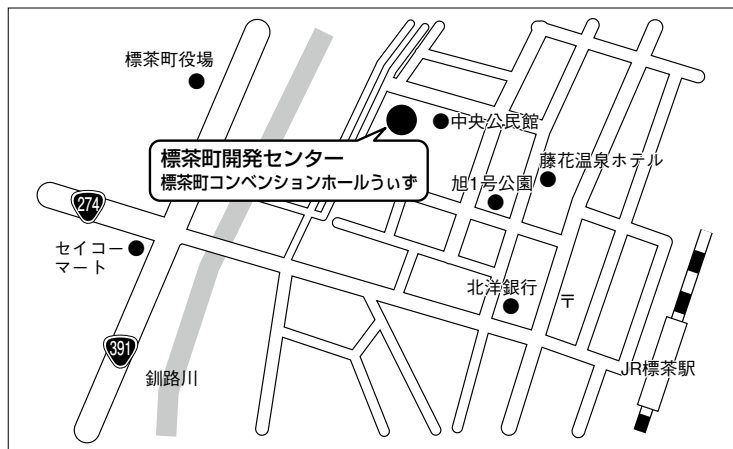 標茶町役場
中央公民館
標茶町開発センター
標茶町コンベンションホールうぃず
藤花温泉ホテル
旭1号公園
274
セイコー
マート
北洋銀行
〒
391
釧路川
JR標茶駅